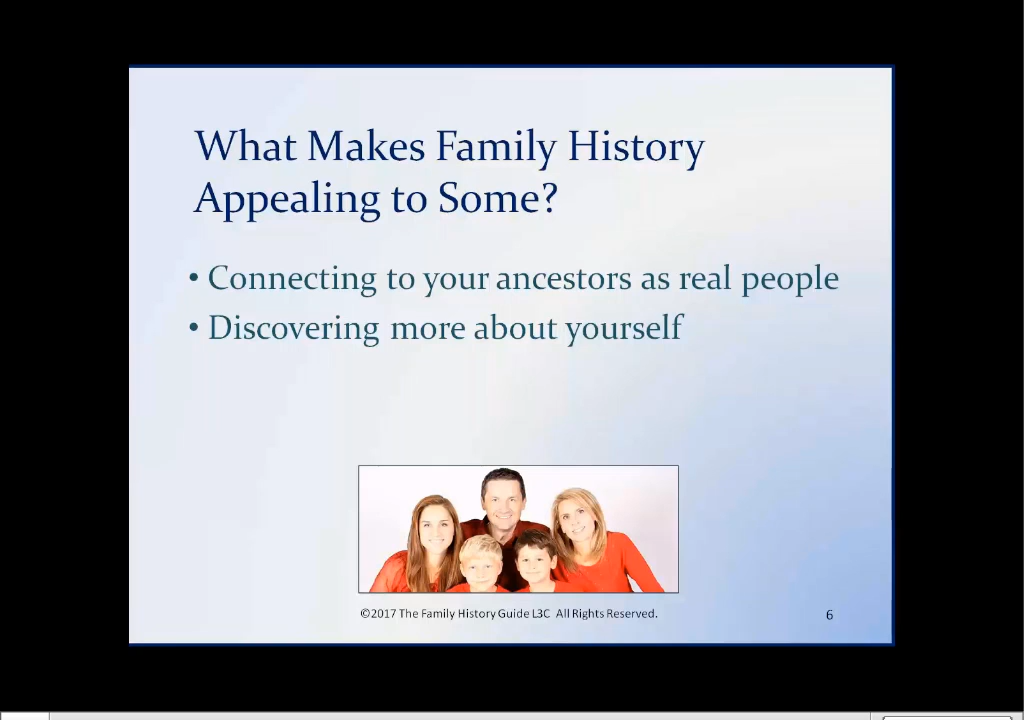 What Makes Family History
Appealing to Some?
• Connecting to your ancestors as real people
• Discovering more about yourself
©2017 The Family History Guide L3C All Rights Reserved.
6